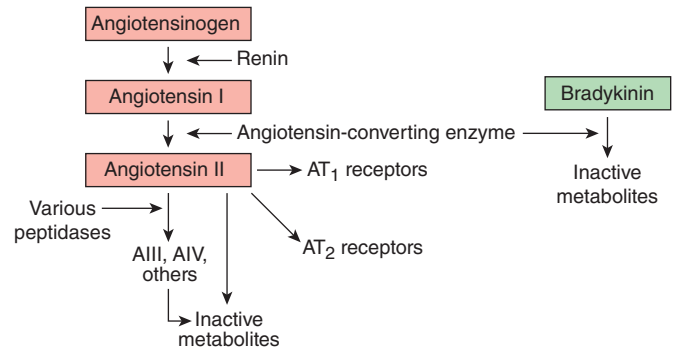 Angiotensinogen
Renin
Angiotensin I
Bradykinin
Angiotensin-converting enzyme
Angiotensin II
AT1 receptors
Inactive
metabolites
Various
peptidases
AT2 receptors
AIII, AIV,
others
Inactive
metabolites